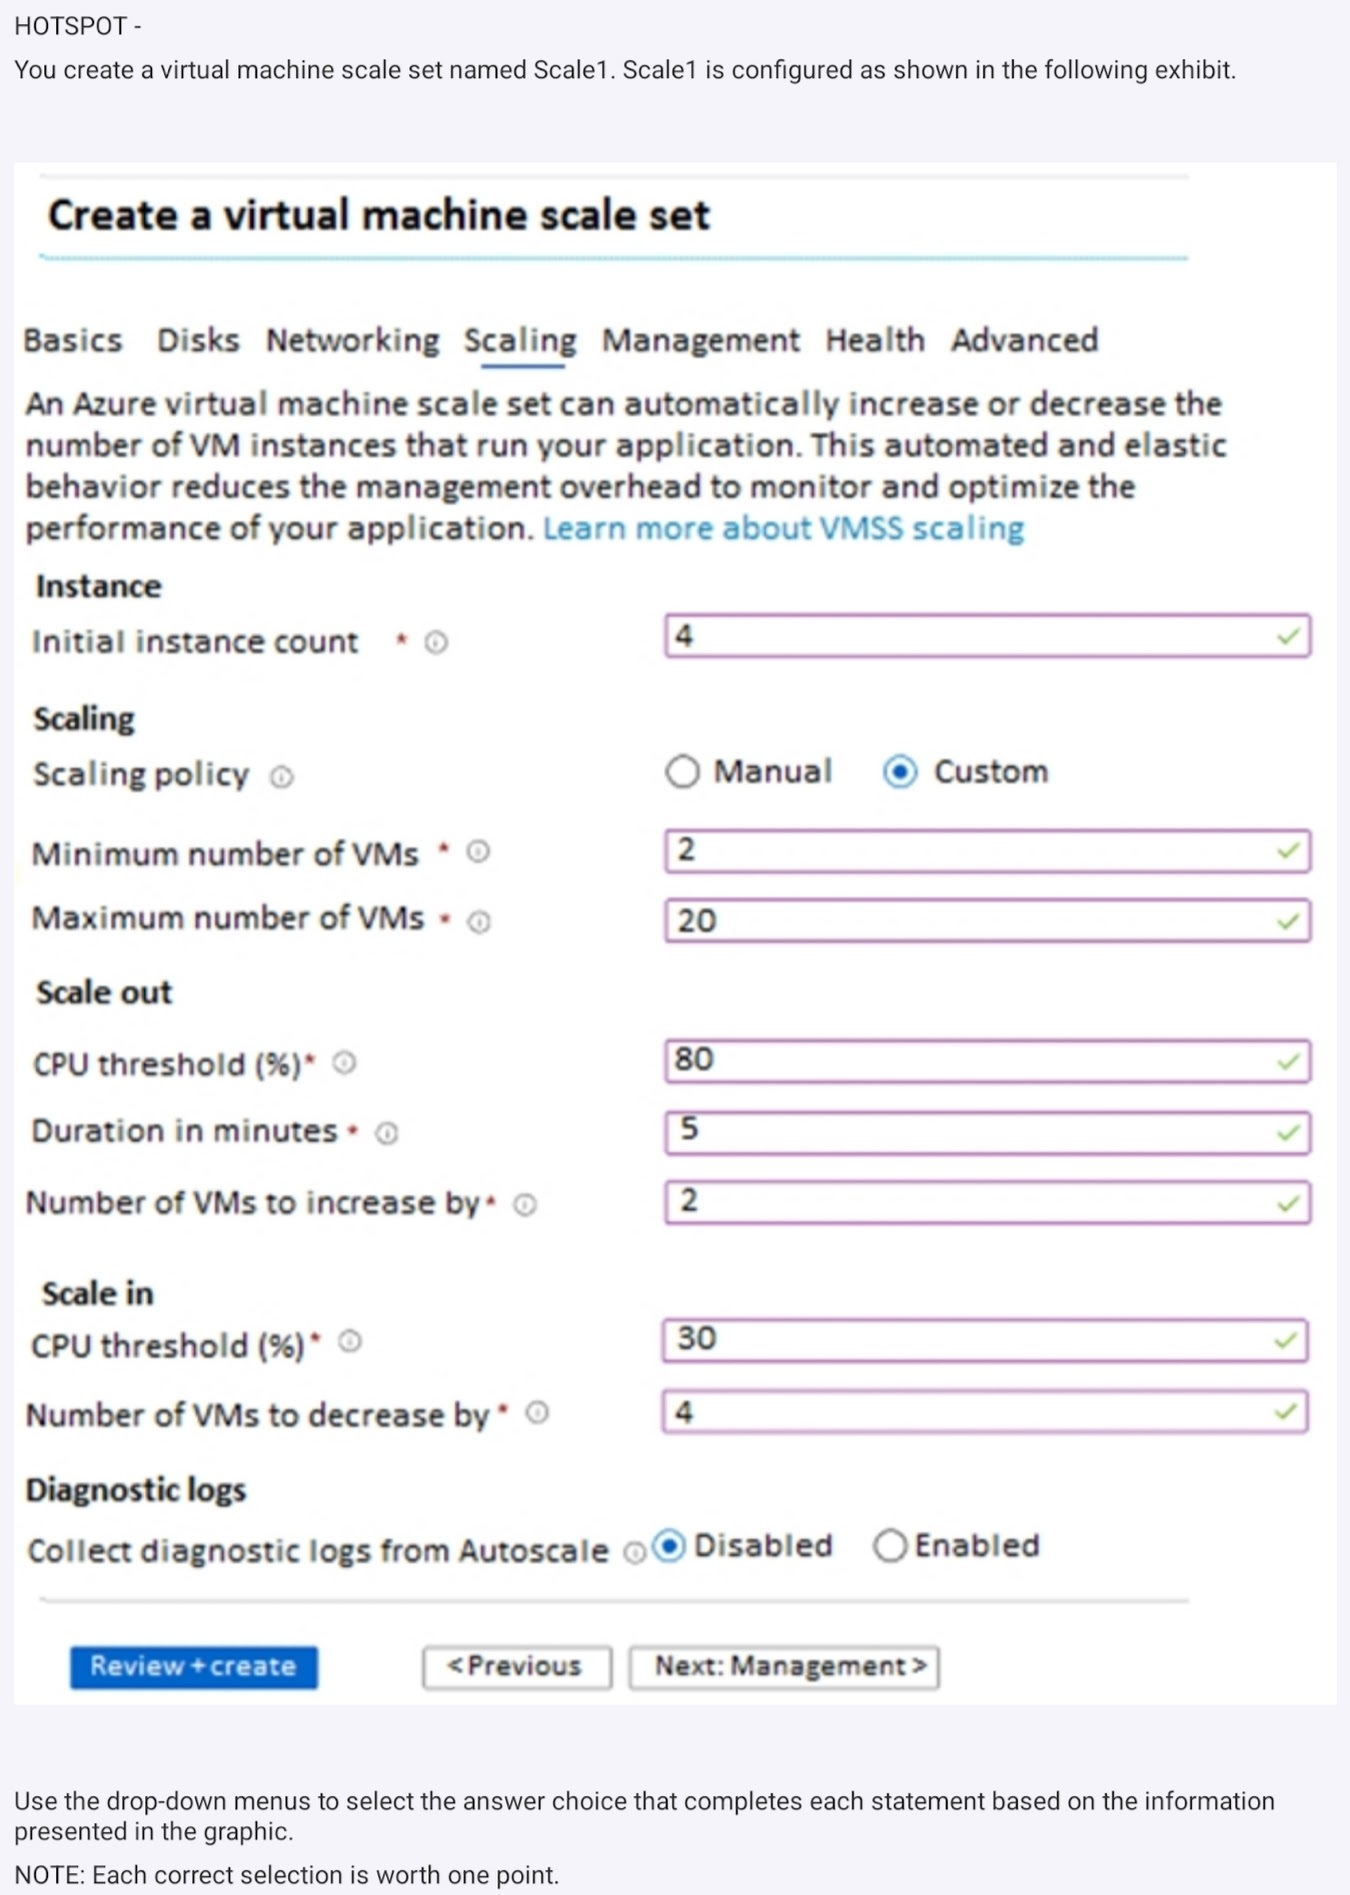 HOTSPOT -
You create a virtual machine scale set named Scale1. Scale1 is configured as shown in the following exhibit.
Create a virtual machine scale set
Basics Disks Networking Scaling Management Health Advanced
An Azure virtual machine scale set can automatically increase or decrease the
number of VM instances that run your application. This automated and elastic
behavior reduces the management overhead to monitor and optimize the
performance of your application. Learn more about VMSS scaling
Instance
Initial instance count * 4
Scaling
Scaling policy Manual Custom
Minimum number of VMs * 2
Maximum number of VMs * 20
Scale out
CPU threshold (%)* 80
Duration in minutes * 5
Number of VMs to increase by* 2
Scale in
CPU threshold (%)* 30
Number of VMs to decrease by * 4
Diagnostic logs
Collect diagnostic logs from Autoscale Disabled Enabled
Review + create < Previous Next: Management >
Use the drop-down menus to select the answer choice that completes each statement based on the information
presented in the graphic.
NOTE: Each correct selection is worth one point.